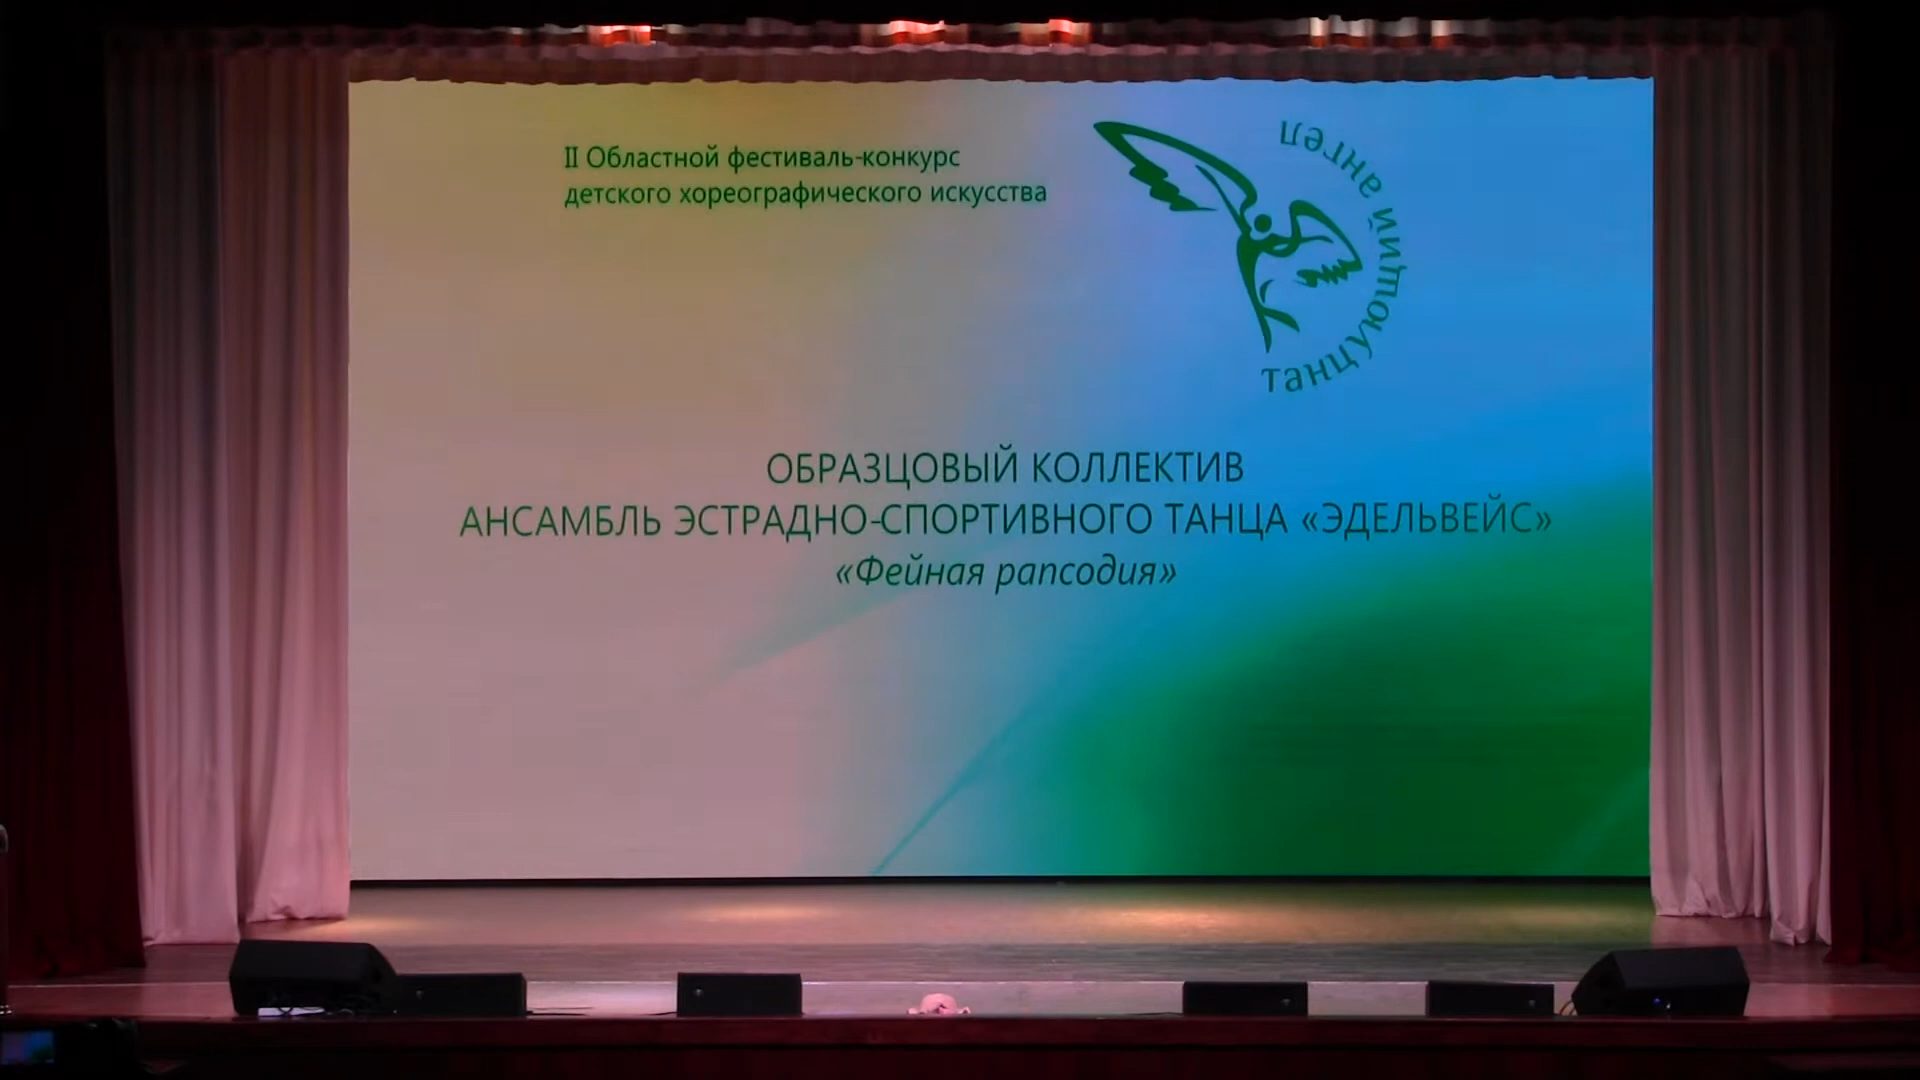 II Областной фестиваль-конкурс
детского хореографического искусства
танцующий ангел
ОБРАЗЦОВЫЙ КОЛЛЕКТИВ
АНСАМБЛЬ ЭСТРАДНО-СПОРТИВНОГО ТАНЦА «ЭДЕЛЬВЕЙС»
«Фейная рапсодия»